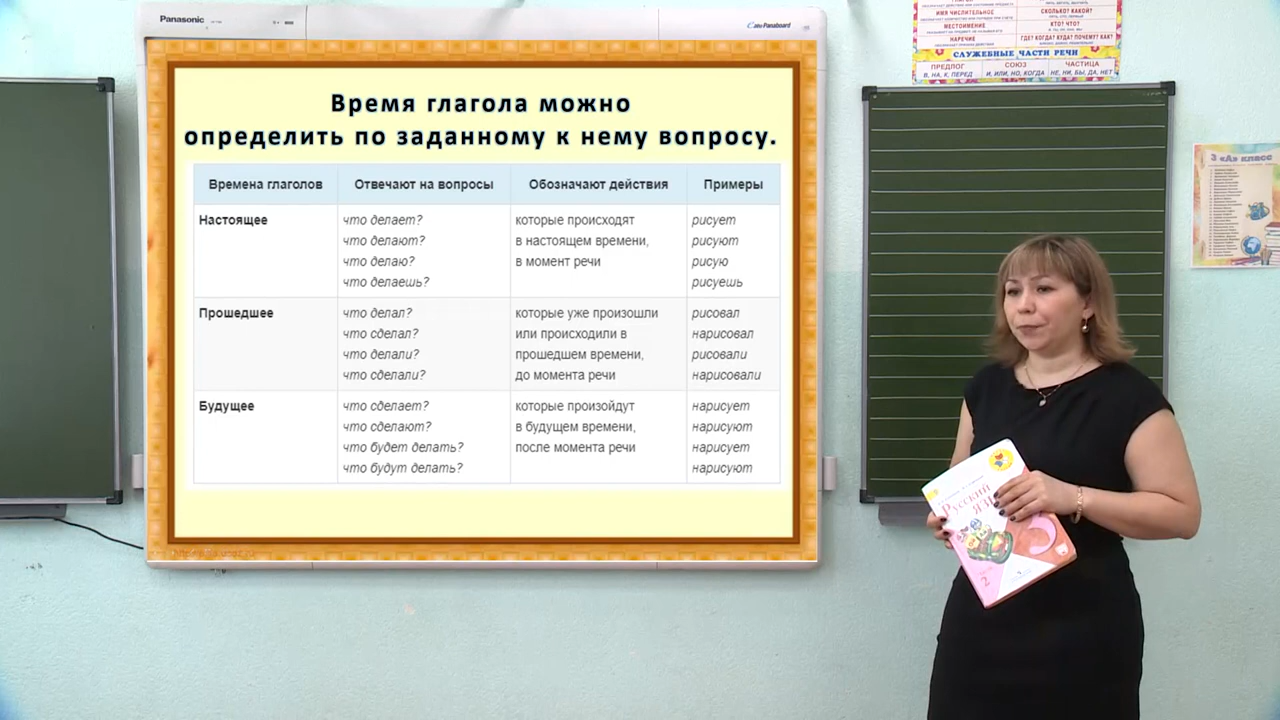 Panasonic
elite Panaboard
Время глагола можно
определить по заданному к нему вопросу.
Времена глаголов Отвечают на вопросы Обозначают действия Примеры
Настоящее
что делает?
что делают?
что делаю?
что делаешь?
происходят
настоящем времени,
момент речи
рисует
рисуют
рисую
рисуешь
Прошедшее
что делал?
что сделал?
что делали?
что сделали?
которые уже произошли
или происходили в
прошедшем времени,
до момента речи
рисовал
нарисовал
рисовали
нарисовали
Будущее
что сделает?
что сделают?
что будет делать?
что будут делать?
которые произойдут
в будущем времени,
после момента речи
нарисует
нарисуют
нарисует
нарисуют
ИМЯ ЧИСЛИТЕЛЬНОЕ СКОЛЬКО? КАКОЙ?
МЕСТОИМЕНИЕ КТО? ЧТО?
НАРЕЧИЕ ГДЕ? КОГДА? КУДА? ПОЧЕМУ? КАК?
СЛУЖЕБНЫЕ ЧАСТИ РЕЧИ
ПРЕДЛОГ СОЮЗ ЧАСТИЦА
В, НА, К, ПЕРЕД И, ИЛИ, НО, КОГДА НЕ, НИ, БЫ, ДА, НЕТ
3 «А» класс
Русский
язык
3
2